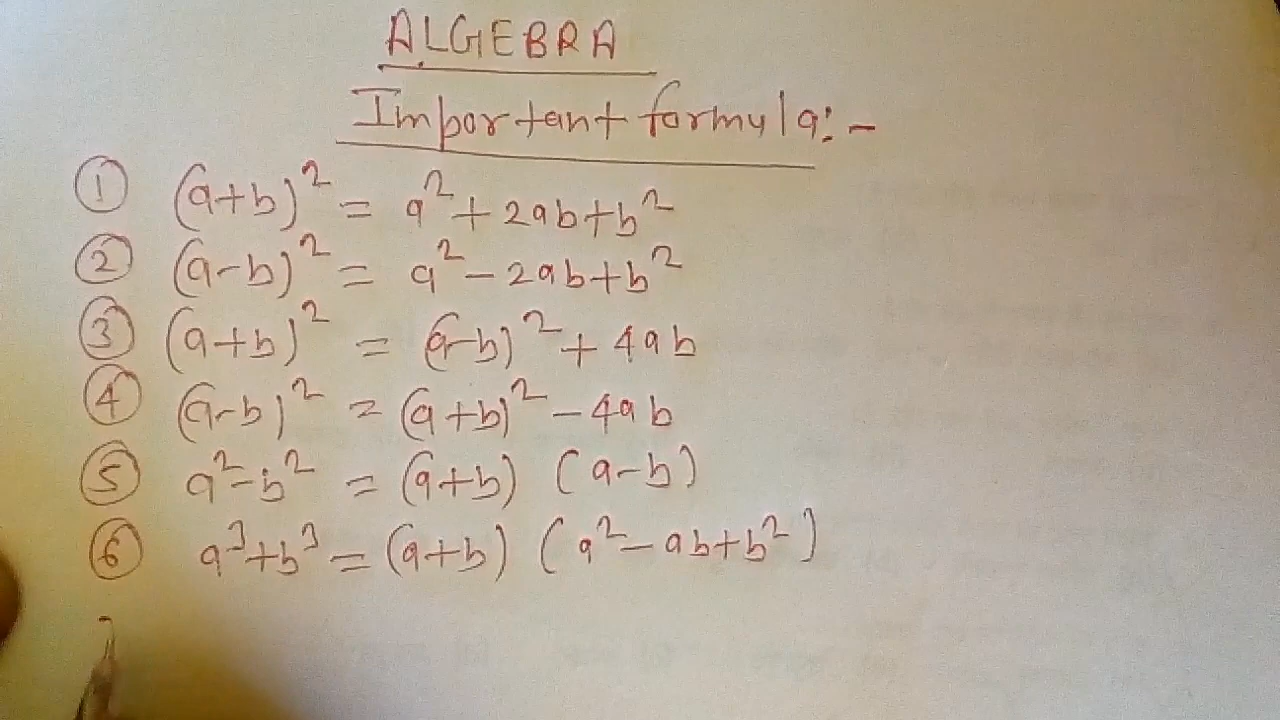 ALGEBRA
Important formula:-
① (a+b)² = a²+2ab+b²
② (a-b)² = a²-2ab+b²
③ (a+b)² = (a-b)²+4ab
④ (a-b)² = (a+b)²-4ab
⑤ a²-b² = (a+b) (a-b)
⑥ a³+b³ = (a+b) (a²-ab+b²)